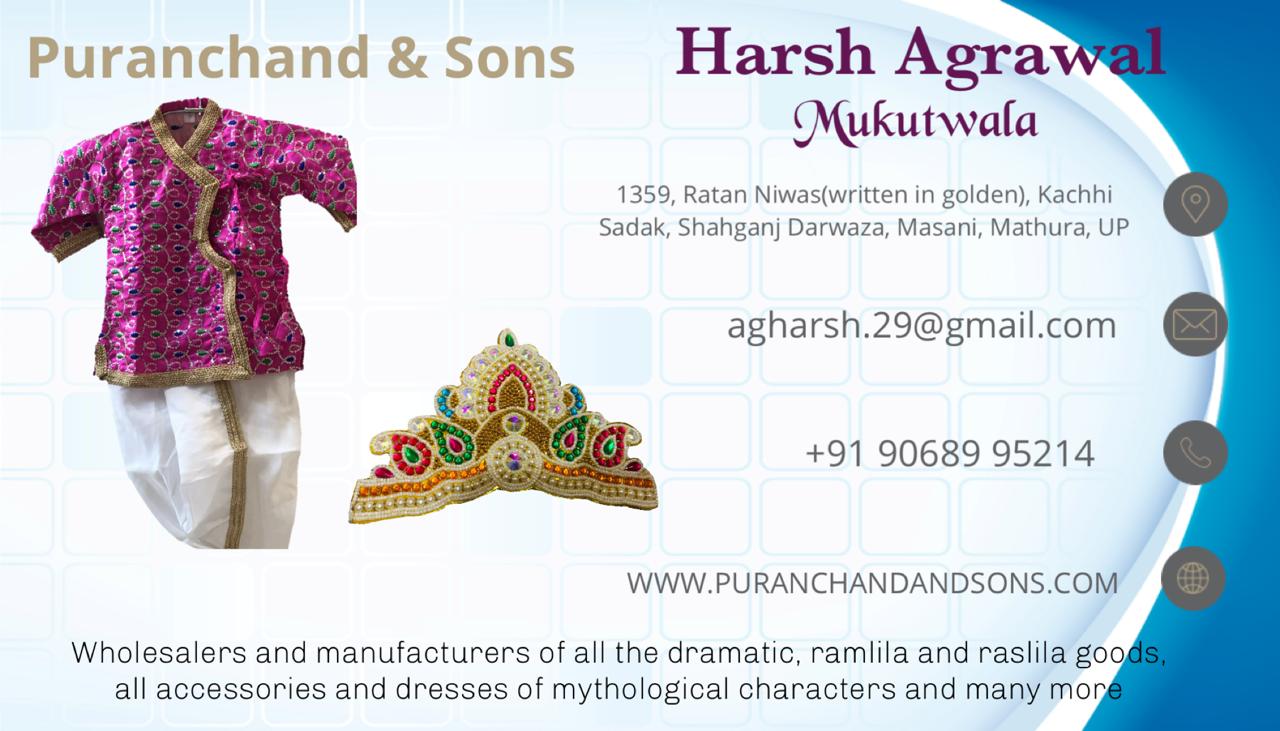 Puranchand & Sons
Harsh Agrawal
Mukutwala
1359, Ratan Niwas(written in golden), Kachhi
Sadak, Shahganj Darwaza, Masani, Mathura, UP
agharsh.29@gmail.com
+91 90689 95214
WWW.PURANCHANDANDSONS.COM
Wholesalers and manufacturers of all the dramatic, ramlila and raslila goods,
all accessories and dresses of mythological characters and many more